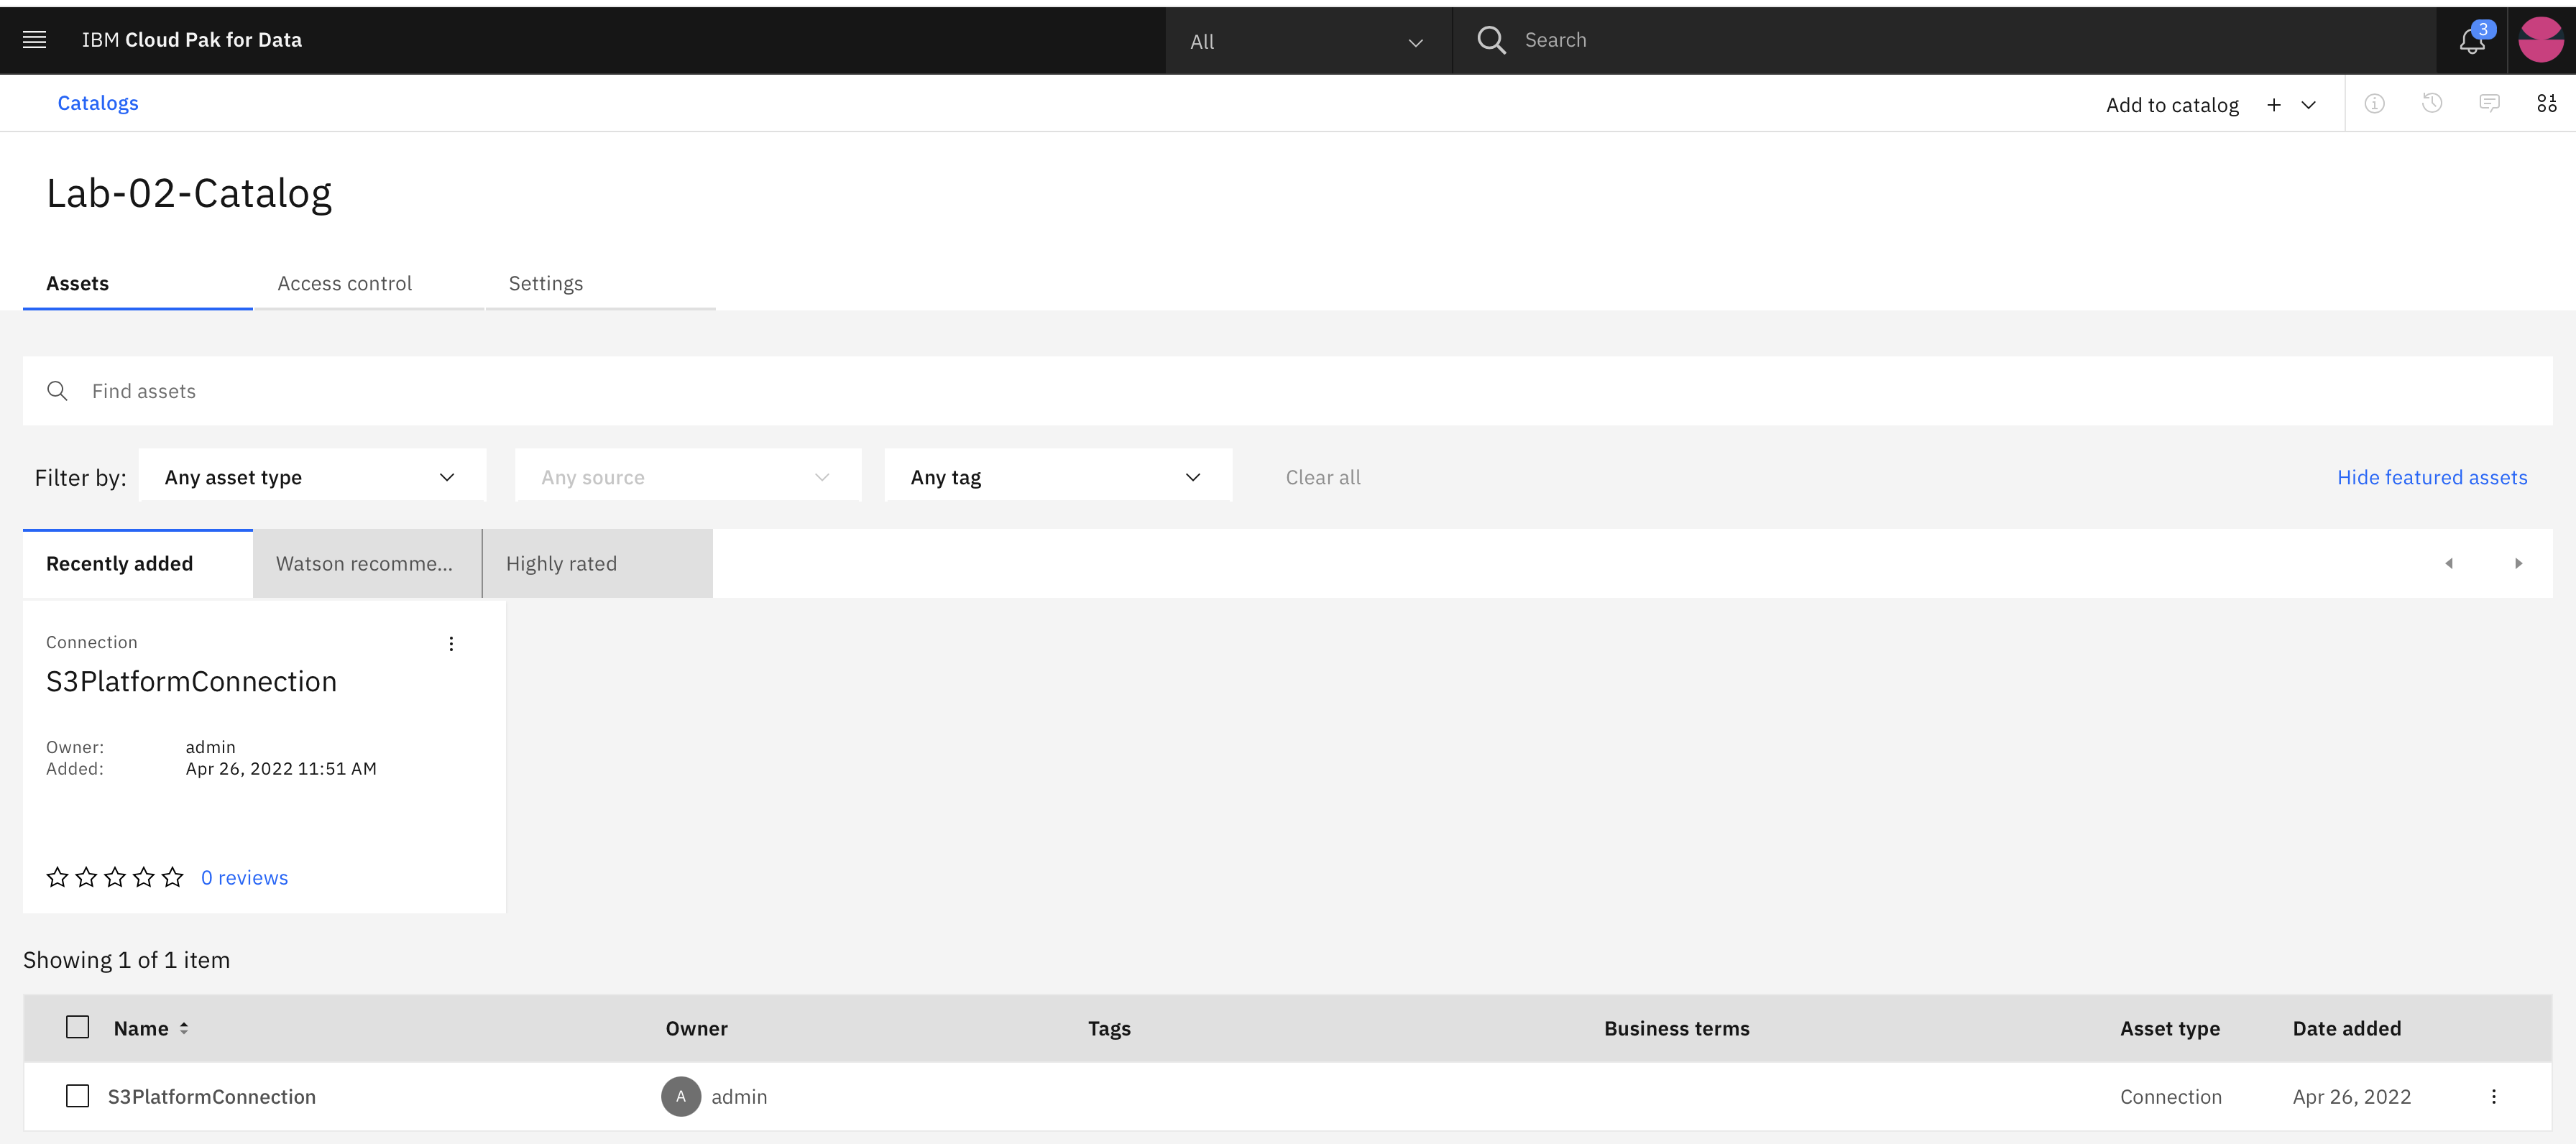 IBM Cloud Pak for Data
All
Search
3
Catalogs
Add to catalog
Lab-02-Catalog
Assets
Access control
Settings
Find assets
Filter by:
Any asset type
Any source
Any tag
Clear all
Hide featured assets
Recently added
Watson recomme...
Highly rated
Connection
S3PlatformConnection
Owner: admin
Added: Apr 26, 2022 11:51 AM
0 reviews
Showing 1 of 1 item
Name Owner Tags Business terms Asset type Date added
S3PlatformConnection A admin Connection Apr 26, 2022